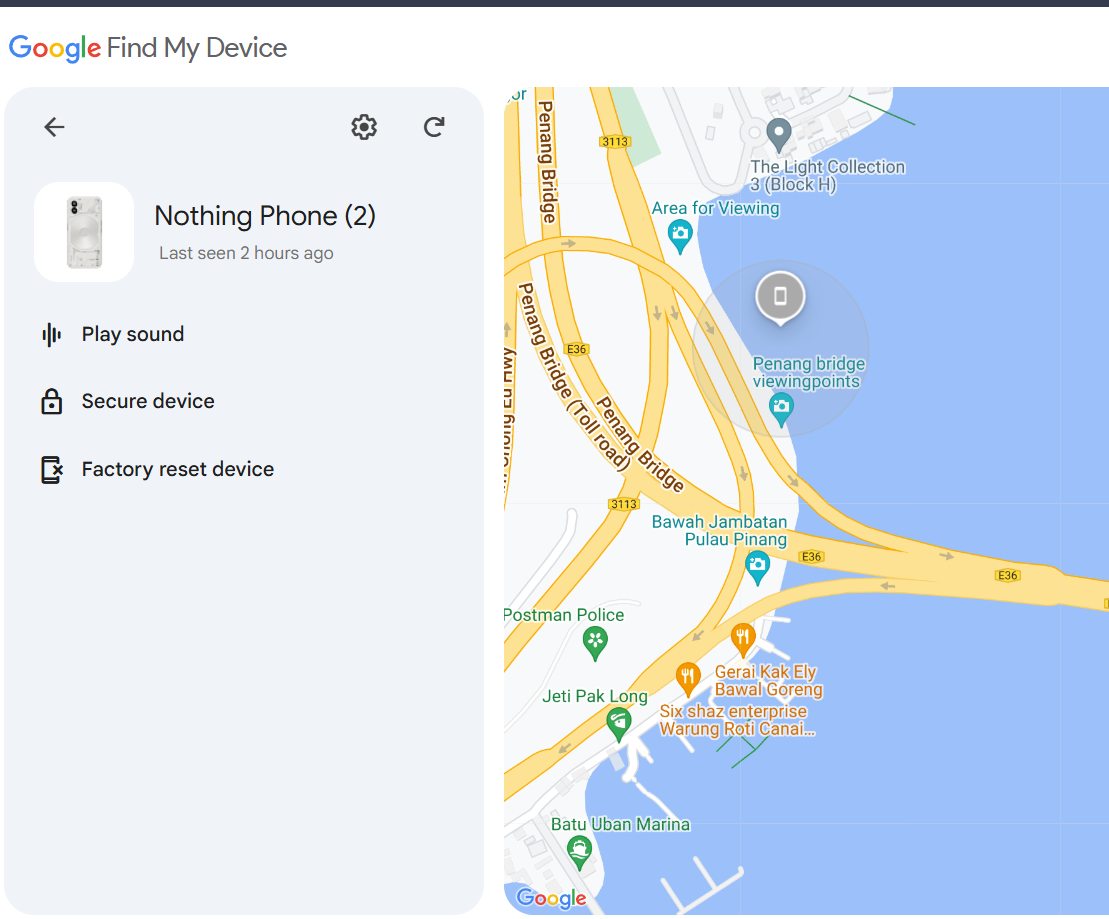 Google Find My Device
Nothing Phone (2)
Last seen 2 hours ago
Play sound
Secure device
Factory reset device
Penang Bridge
3113
The Light Collection
3 (Block H)
Area for Viewing
Penang Bridge (Toll road)
E36
Penang Bridge
Penang bridge
viewingpoints
3113
Bawah Jambatan
Pulau Pinang
E36
E36
Postman Police
Gerai Kak Ely
Bawal Goreng
Jeti Pak Long
Six shaz enterprise
Warung Roti Canai...
Batu Uban Marina
Google